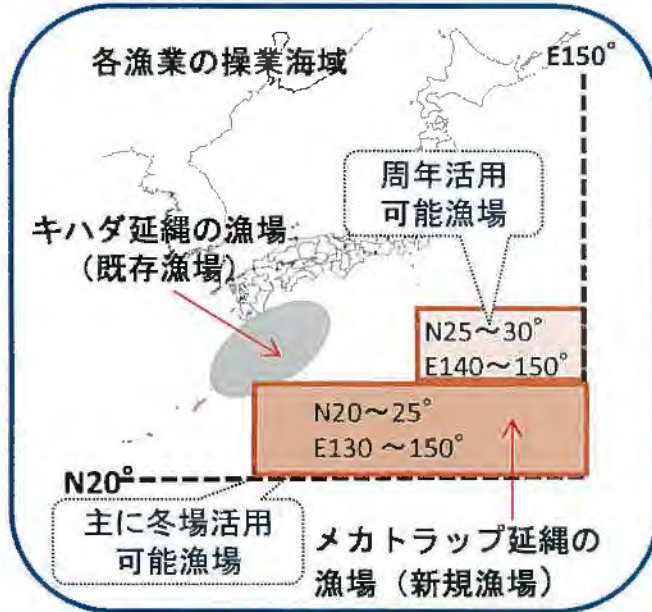 各漁業の操業海域
E150°
周年活用
可能漁場
キハダ延縄の漁場
（既存漁場）
N25～30°
E140～150°
N20～25°
E130～150°
N20°
主に冬場活用
可能漁場
メカトラップ延縄の
漁場（新規漁場）